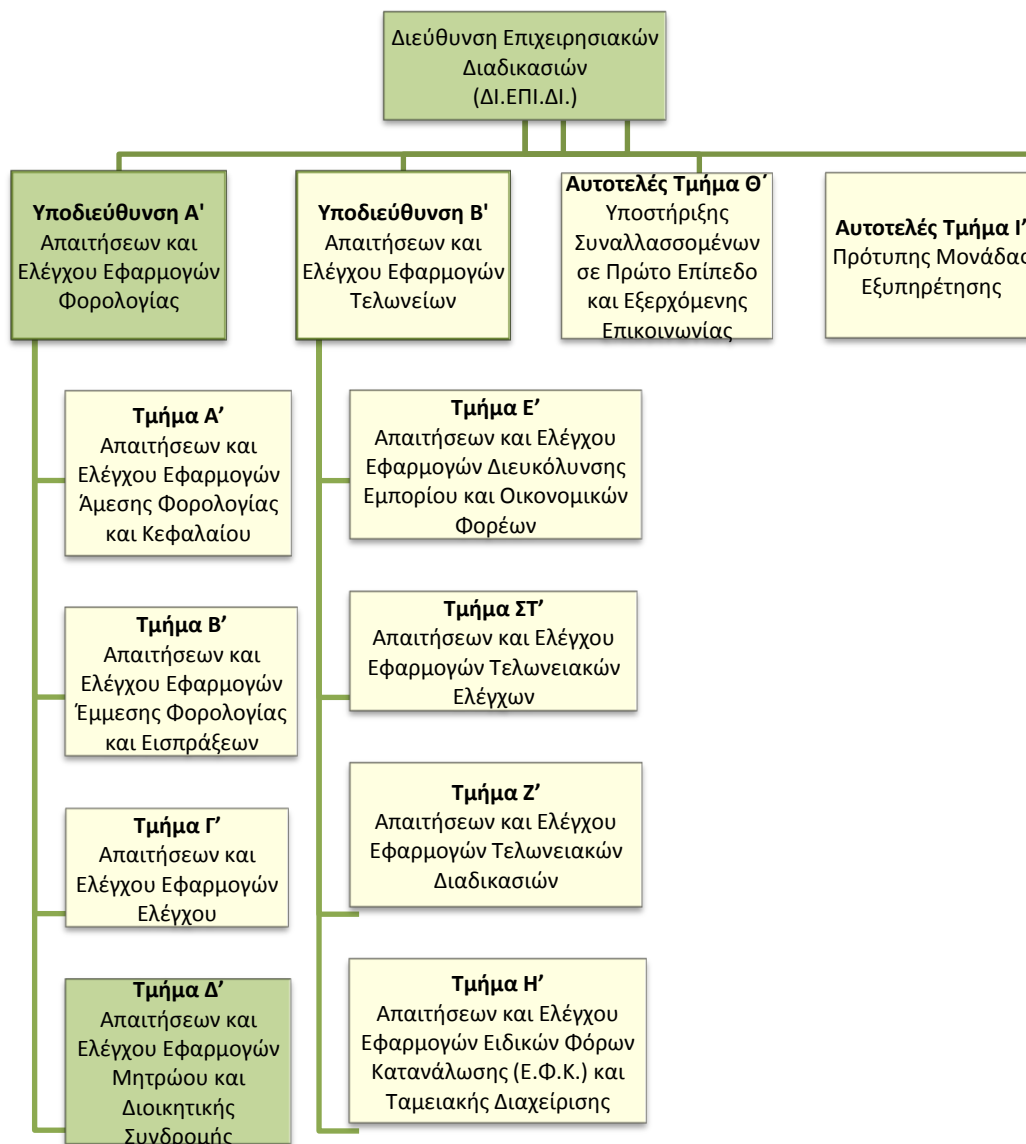 Διεύθυνση Επιχειρησιακών
Διαδικασιών
(ΔΙ.ΕΠΙ.ΔΙ.)
Υποδιεύθυνση Α'
Απαιτήσεων και
Ελέγχου Εφαρμογών
Φορολογίας
Υποδιεύθυνση Β'
Απαιτήσεων και
Ελέγχου Εφαρμογών
Τελωνείων
Αυτοτελές Τμήμα Θ΄
Υποστήριξης
Συναλλασσομένων
σε Πρώτο Επίπεδο
και Εξερχόμενης
Επικοινωνίας
Αυτοτελές Τμήμα Ι’
Πρότυπης Μονάδας
Εξυπηρέτησης
Τμήμα Α’
Απαιτήσεων και
Ελέγχου Εφαρμογών
Άμεσης Φορολογίας
και Κεφαλαίου
Τμήμα Β’
Απαιτήσεων και
Ελέγχου Εφαρμογών
Έμμεσης Φορολογίας
και Εισπράξεων
Τμήμα Γ’
Απαιτήσεων και
Ελέγχου Εφαρμογών
Ελέγχου
Τμήμα Δ’
Απαιτήσεων και
Ελέγχου Εφαρμογών
Μητρώου και
Διοικητικής
Συνδρομής
Τμήμα Ε’
Απαιτήσεων και Ελέγχου
Εφαρμογών Διευκόλυνσης
Εμπορίου και Οικονομικών
Φορέων
Τμήμα ΣΤ’
Απαιτήσεων και Ελέγχου
Εφαρμογών Τελωνειακών
Ελέγχων
Τμήμα Ζ’
Απαιτήσεων και Ελέγχου
Εφαρμογών Τελωνειακών
Διαδικασιών
Τμήμα Η’
Απαιτήσεων και Ελέγχου
Εφαρμογών Ειδικών Φόρων
Κατανάλωσης (Ε.Φ.Κ.) και
Ταμειακής Διαχείρισης